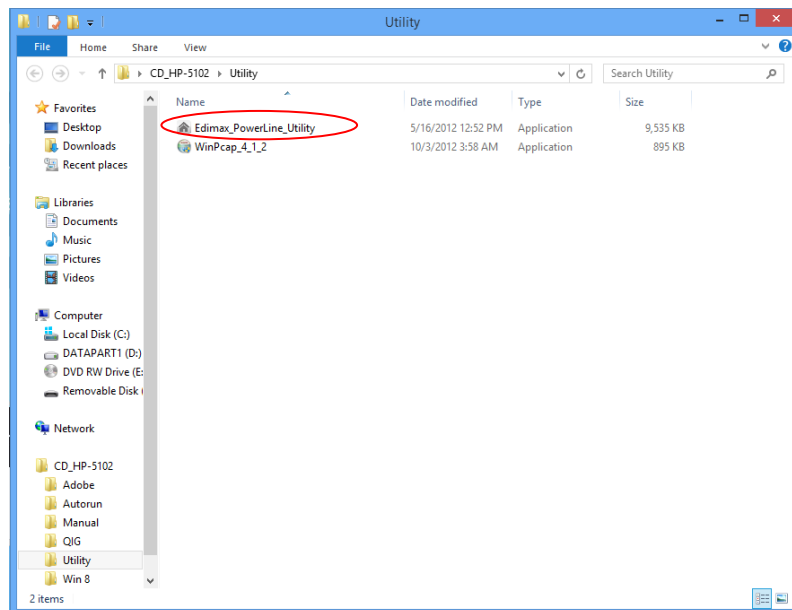 Utility
File Home Share View
CD_HP-5102 Utility Search Utility
Name Date modified Type Size
Edimax_PowerLine_Utility 5/16/2012 12:52 PM Application 9,535 KB
WinPcap_4_1_2 10/3/2012 3:58 AM Application 895 KB
Favorites
Desktop
Downloads
Recent places
Libraries
Documents
Music
Pictures
Videos
Computer
Local Disk (C:)
DATAPART1 (D:)
DVD RW Drive (E:
Removable Disk (
Network
CD_HP-5102
Adobe
Autorun
Manual
QIG
Utility
Win 8
2 items